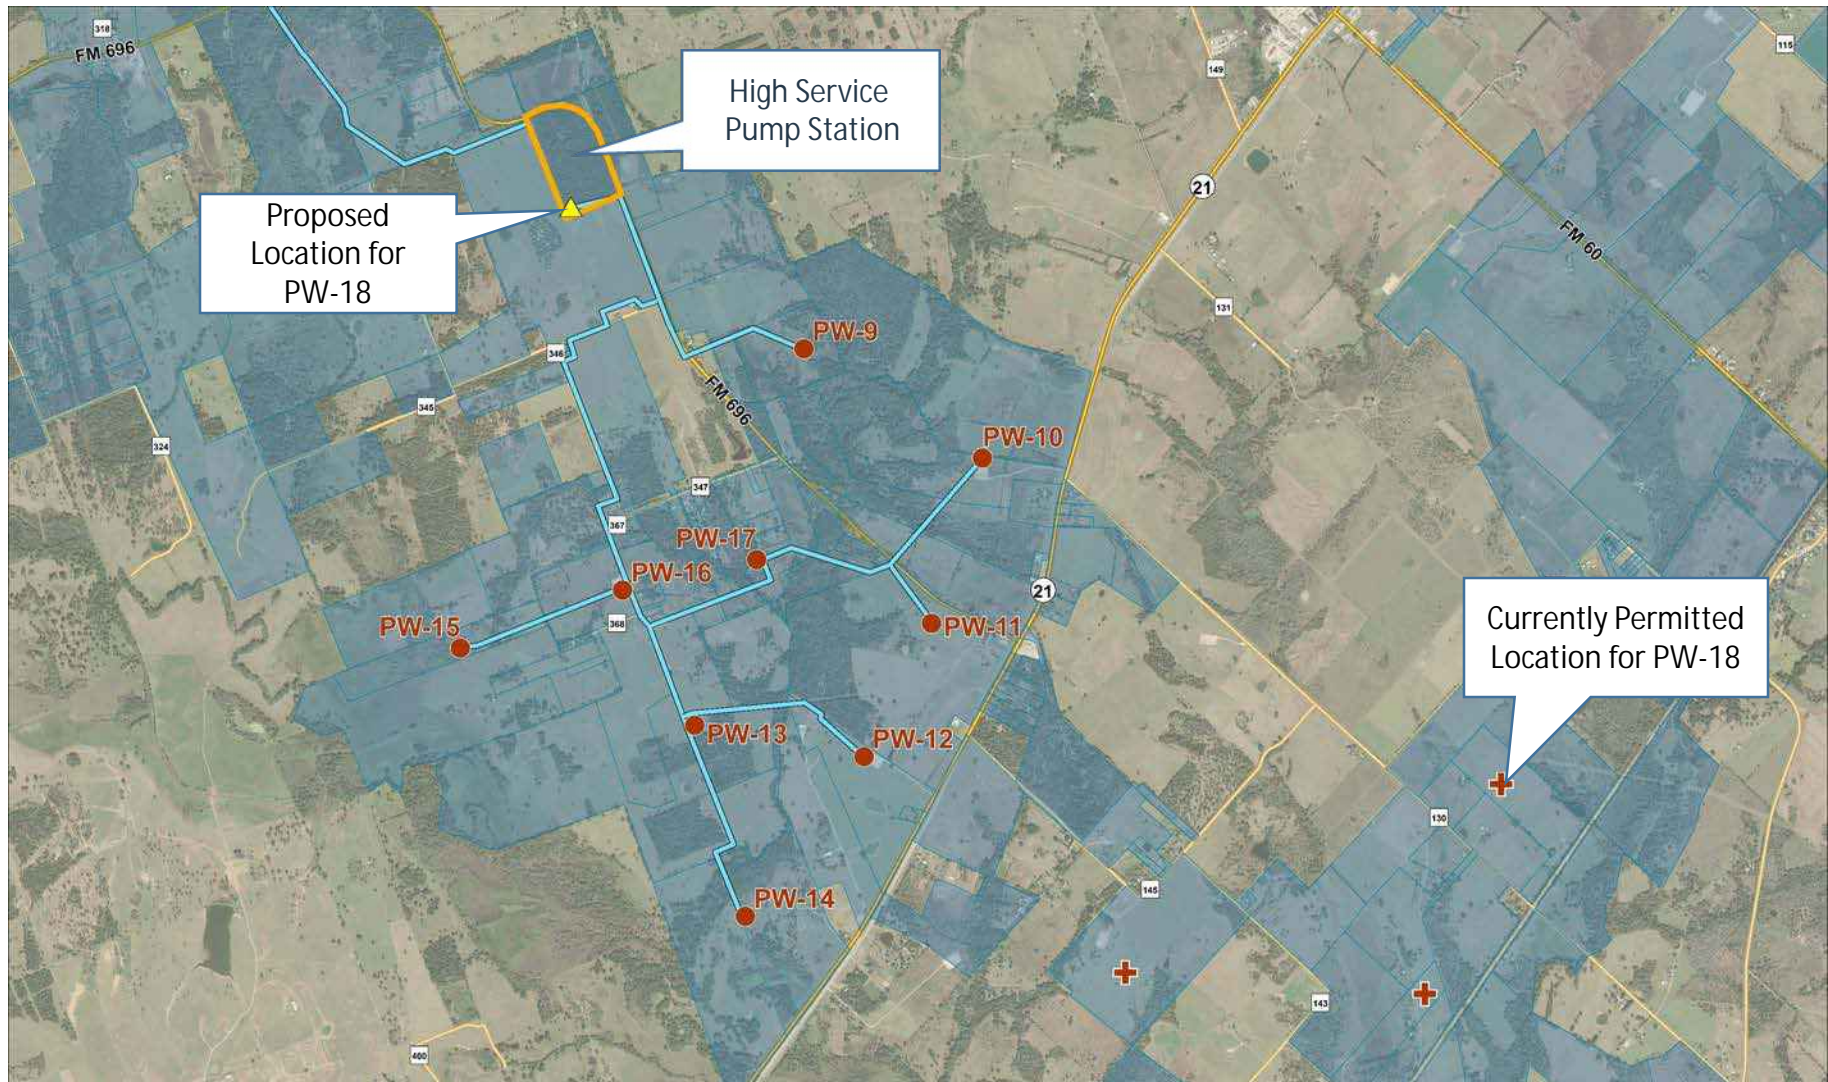 318
FM 696
115
High Service
Pump Station
149
21
Proposed
Location for
PW-18
FM 60
131
PW-9
346
FM 696
345
324
PW-10
347
367
PW-17
PW-16
21
PW-15
368
PW-11
Currently Permitted
Location for PW-18
PW-13
PW-12
130
145
PW-14
143
400